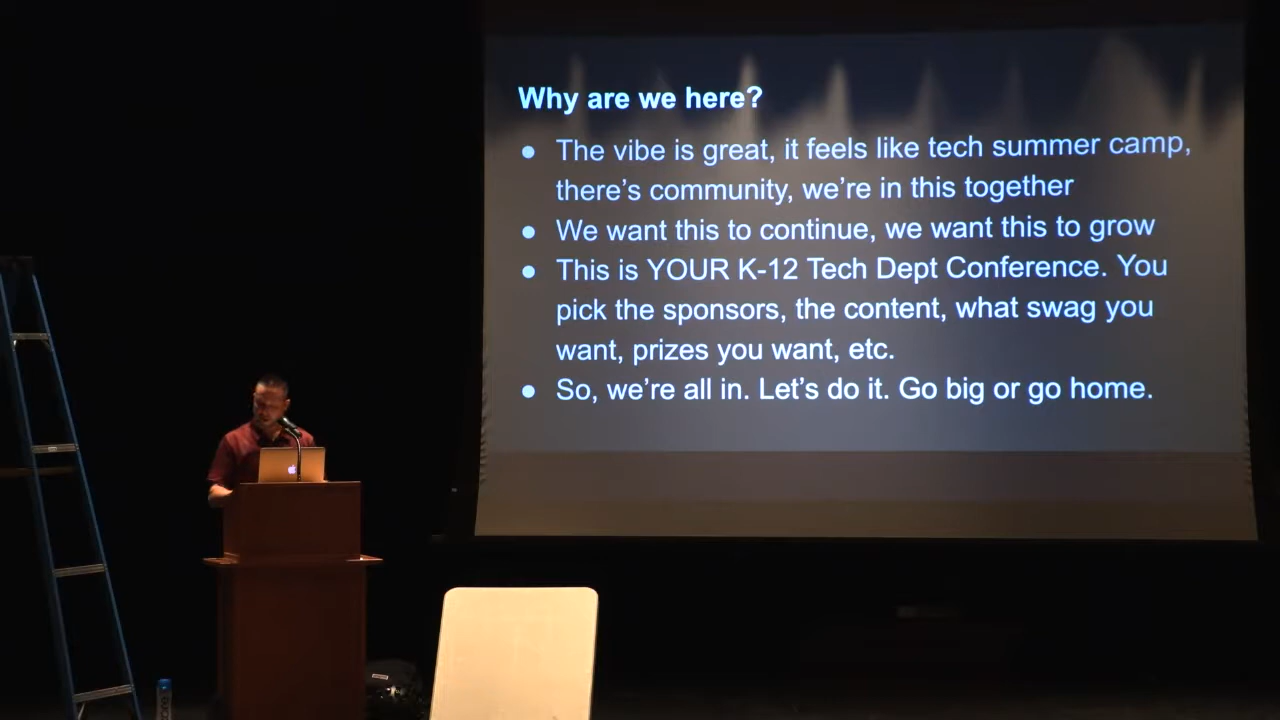 Why are we here?
● The vibe is great, it feels like tech summer camp,
there’s community, we’re in this together
● We want this to continue, we want this to grow
● This is YOUR K-12 Tech Dept Conference. You
pick the sponsors, the content, what swag you
want, prizes you want, etc.
● So, we’re all in. Let’s do it. Go big or go home.